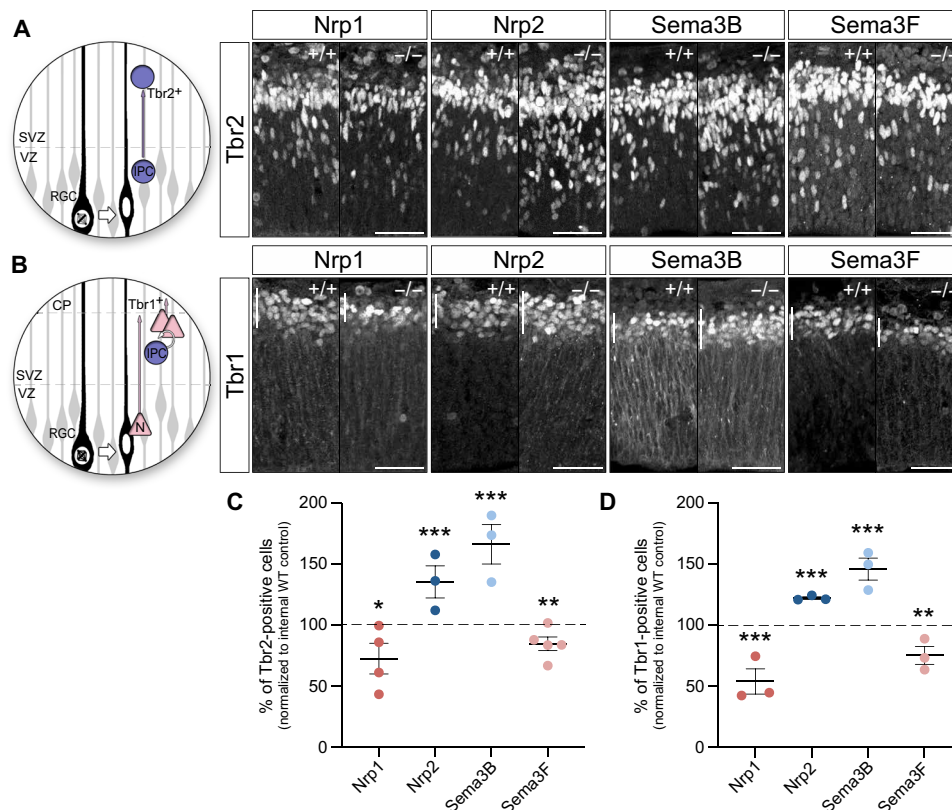 A
Nrp1 Nrp2 Sema3B Sema3F
Tbr2
+/+ −/− +/+ −/− +/+ −/− +/+ −/−
Tbr2+
SVZ
VZ
IPC
RGC
B
Nrp1 Nrp2 Sema3B Sema3F
Tbr1
+/+ −/− +/+ −/− +/+ −/− +/+ −/−
CP
Tbr1+
IPC
SVZ
VZ
RGC
N
C
% of Tbr2-positive cells
(normalized to internal WT control)
200
150
100
50
0
*
***
***
**
Nrp1 Nrp2 Sema3B Sema3F
D
% of Tbr1-positive cells
(normalized to internal WT control)
200
150
100
50
0
***
***
***
**
Nrp1 Nrp2 Sema3B Sema3F